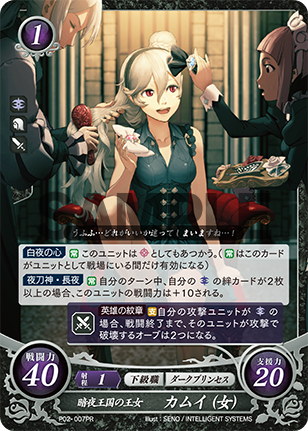 1
うふふ…どれがいいか迷ってしまいますね…!
白夜の心 常 このユニットは としてもあつかう。(常はこのカード
がユニットとして戦場にいる間だけ有効になる)
夜刀神・長夜 常 自分のターン中、自分の の絆カードが2枚
以上の場合、このユニットの戦闘力は+10される。
英雄の紋章 攻 自分の攻撃ユニットが の
場合、戦闘終了まで、そのユニットが攻撃で
破壊するオーブは2つになる。
戦闘力 40
射程 1 下級職 ダークプリンセス
支援力 20
暗夜王国の王女 カムイ(女)
P02-007PR
Illust:SENO / INTELLIGENT SYSTEMS